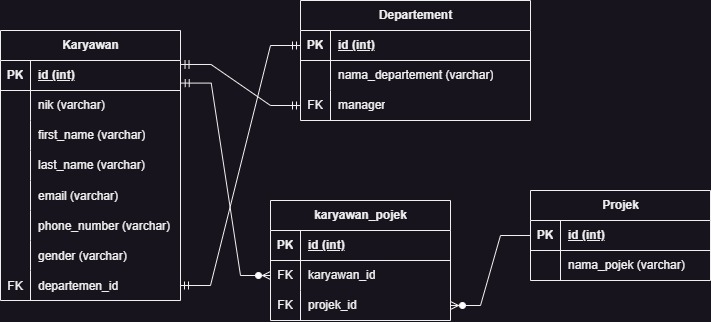 Departement
PK id (int)
nama_departement (varchar)
FK manager
Karyawan
PK id (int)
nik (varchar)
first_name (varchar)
last_name (varchar)
email (varchar)
phone_number (varchar)
gender (varchar)
FK departemen_id
karyawan_pojek
PK id (int)
FK karyawan_id
FK projek_id
Projek
PK id (int)
nama_pojek (varchar)